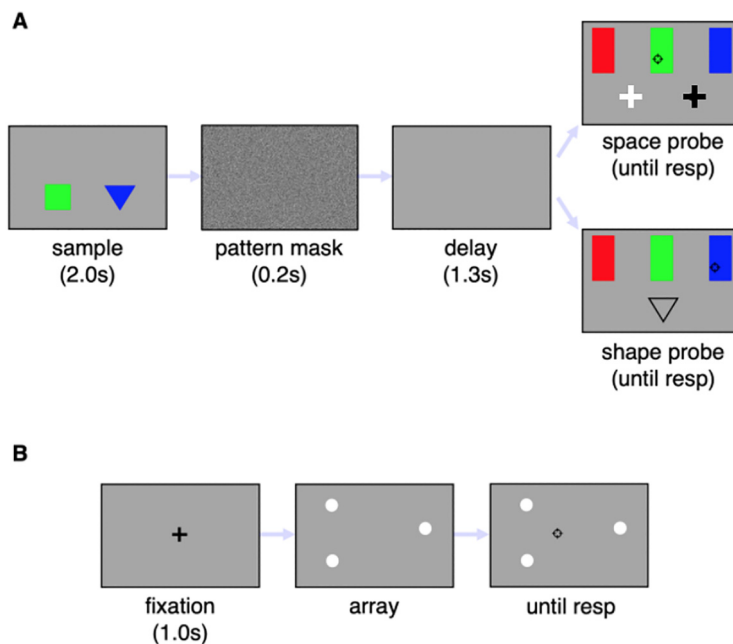 A
space probe
(until resp)
sample
(2.0s)
pattern mask
(0.2s)
delay
(1.3s)
shape probe
(until resp)
B
fixation
(1.0s)
array
until resp